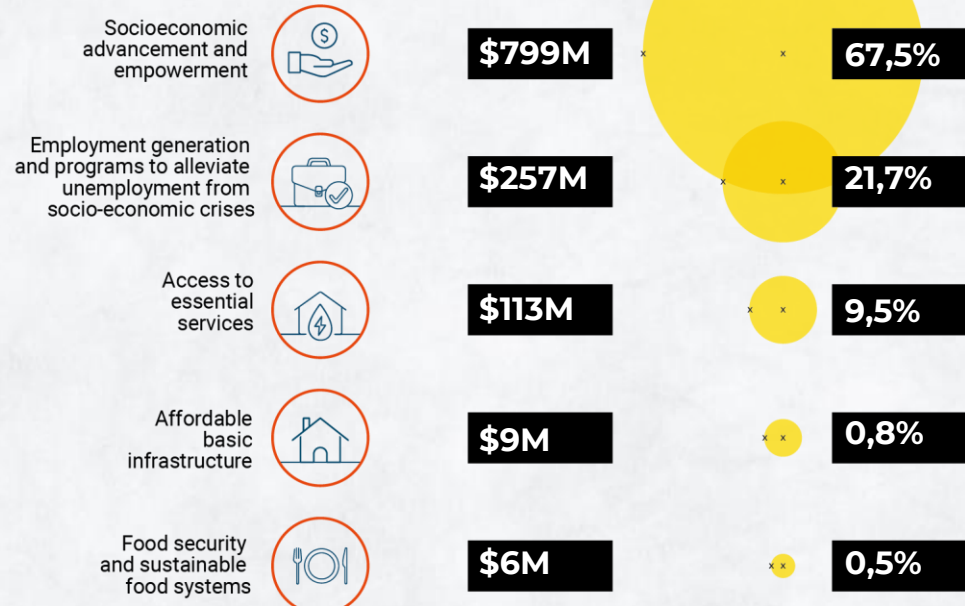 Socioeconomic
advancement and
empowerment
$
$799M
x
x
67,5%
Employment generation
and programs to alleviate
unemployment from
socio-economic crises
$257M
x
x
21,7%
Access to
essential
services
$113M
x
x
9,5%
Affordable
basic
infrastructure
$9M
x
x
0,8%
Food security
and sustainable
food systems
$6M
x
x
0,5%